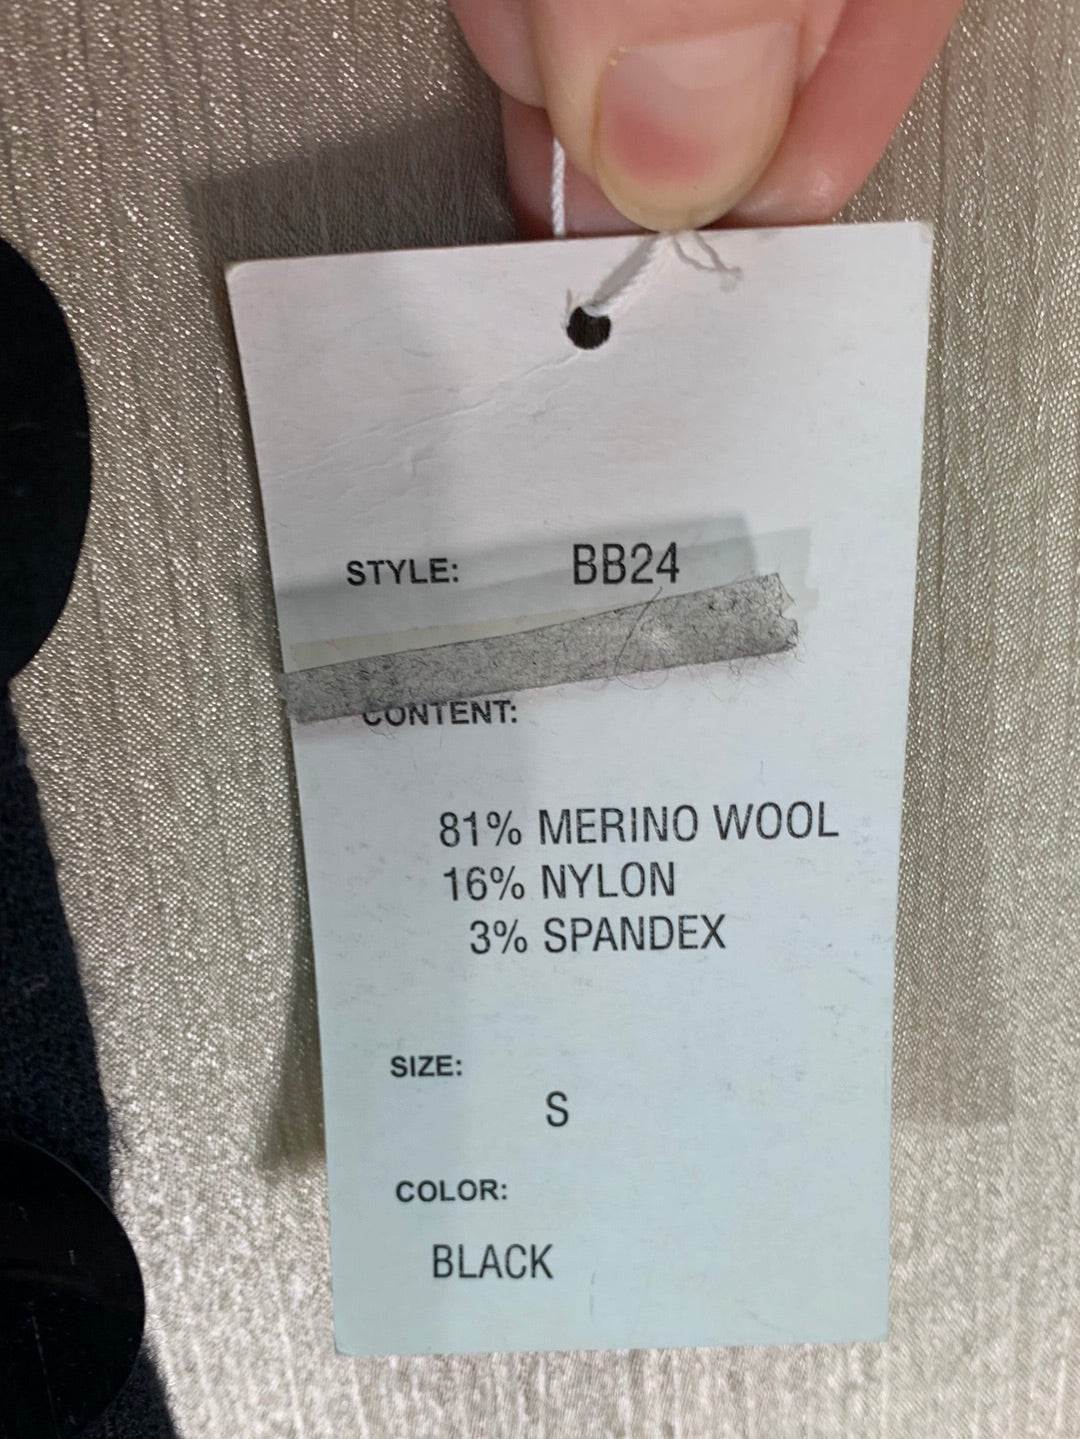 STYLE: BB24
CONTENT:
81% MERINO WOOL
16% NYLON
3% SPANDEX
SIZE:
S
COLOR:
BLACK